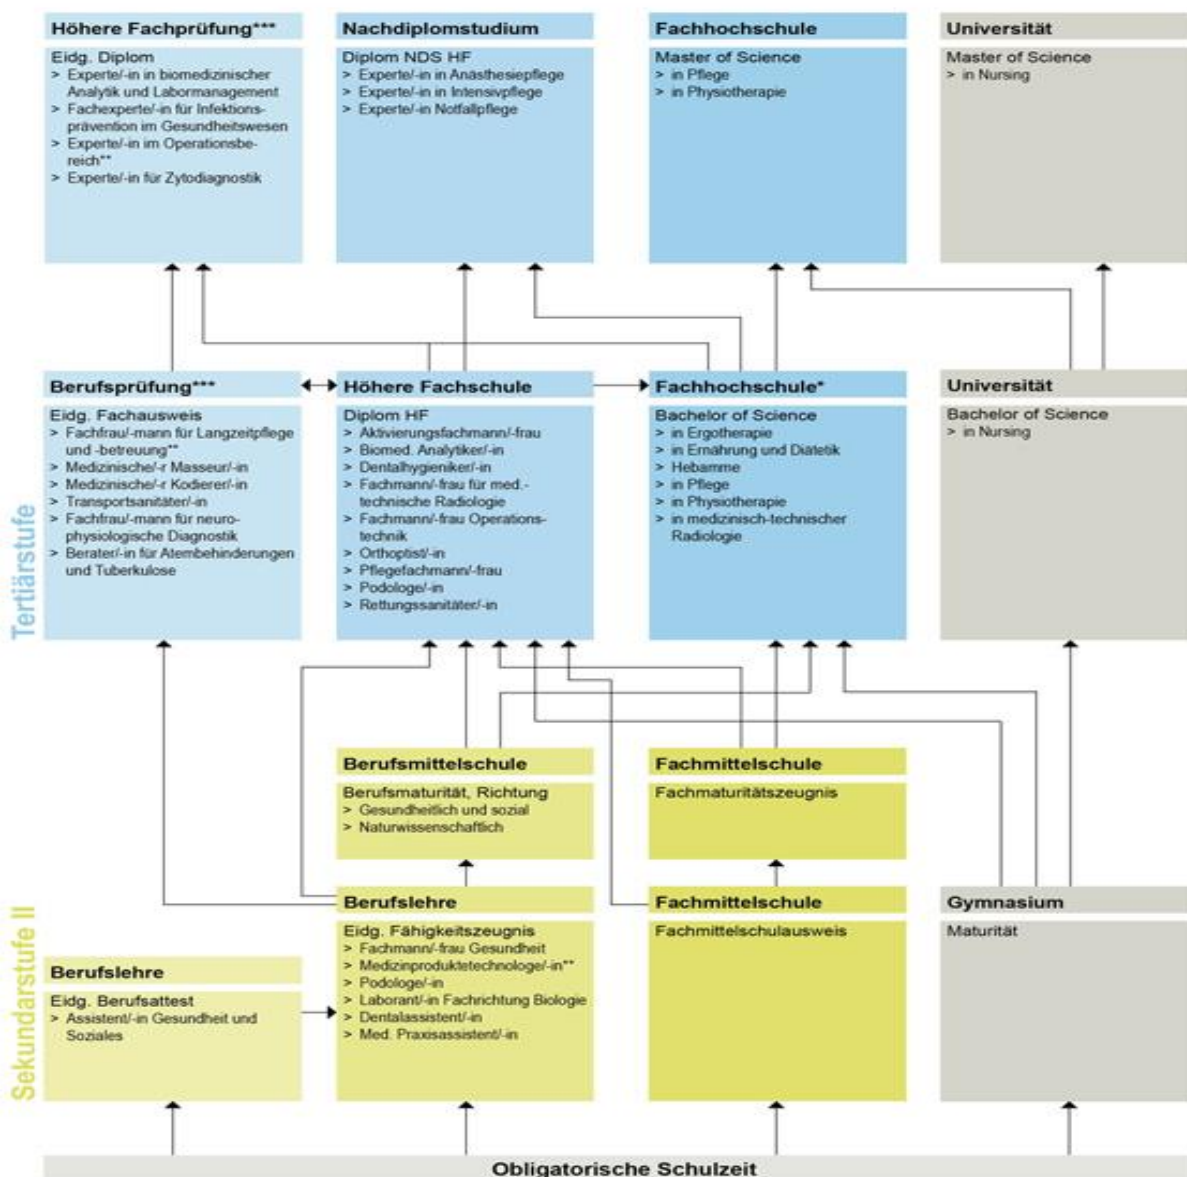 Höhere Fachprüfung***
Eidg. Diplom
> Experte/-in in biomedizinischer
Analytik und Labormanagement
> Fachexperte/-in für Infektions-
prävention im Gesundheitswesen
> Experte/-in im Operationsbe-
reich**
> Experte/-in für Zytodiagnostik
Nachdiplomstudium
Diplom NDS HF
> Experte/-in in Anästhesiepflege
> Experte/-in in Intensivpflege
> Experte/-in Notfallpflege
Fachhochschule
Master of Science
> in Pflege
> in Physiotherapie
Universität
Master of Science
> in Nursing
Tertiärstufe
Berufsprüfung***
Eidg. Fachausweis
> Fachfrau/-mann für Langzeitpflege
und -betreuung**
> Medizinische/-r Masseur/-in
> Medizinische/-r Kodierer/-in
> Transportsanitäter/-in
> Fachfrau/-mann für neuro-
physiologische Diagnostik
> Berater/-in für Atembehinderungen
und Tuberkulose
Höhere Fachschule
Diplom HF
> Aktivierungsfachmann/-frau
> Biomed. Analytiker/-in
> Dentalhygieniker/-in
> Fachmann/-frau für med.-
technische Radiologie
> Fachmann/-frau Operations-
technik
> Orthoptist/-in
> Pflegefachmann/-frau
> Podologe/-in
> Rettungssanitäter/-in
Fachhochschule*
Bachelor of Science
> in Ergotherapie
> in Ernährung und Diätetik
> Hebamme
> in Pflege
> in Physiotherapie
> in medizinisch-technischer
Radiologie
Universität
Bachelor of Science
> in Nursing
Sekundarstufe II
Berufsmittelschule
Berufsmaturität, Richtung
> Gesundheitlich und sozial
> Naturwissenschaftlich
Fachmittelschule
Fachmaturitätszeugnis
Berufslehre
Eidg. Berufsattest
> Assistent/-in Gesundheit und
Soziales
Berufslehre
Eidg. Fähigkeitszeugnis
> Fachmann/-frau Gesundheit
> Medizinproduktetechnologe/-in**
> Podologe/-in
> Laborant/-in Fachrichtung Biologie
> Dentalassistent/-in
> Med. Praxisassistent/-in
Fachmittelschule
Fachmittelschulausweis
Gymnasium
Maturität
Obligatorische Schulzeit